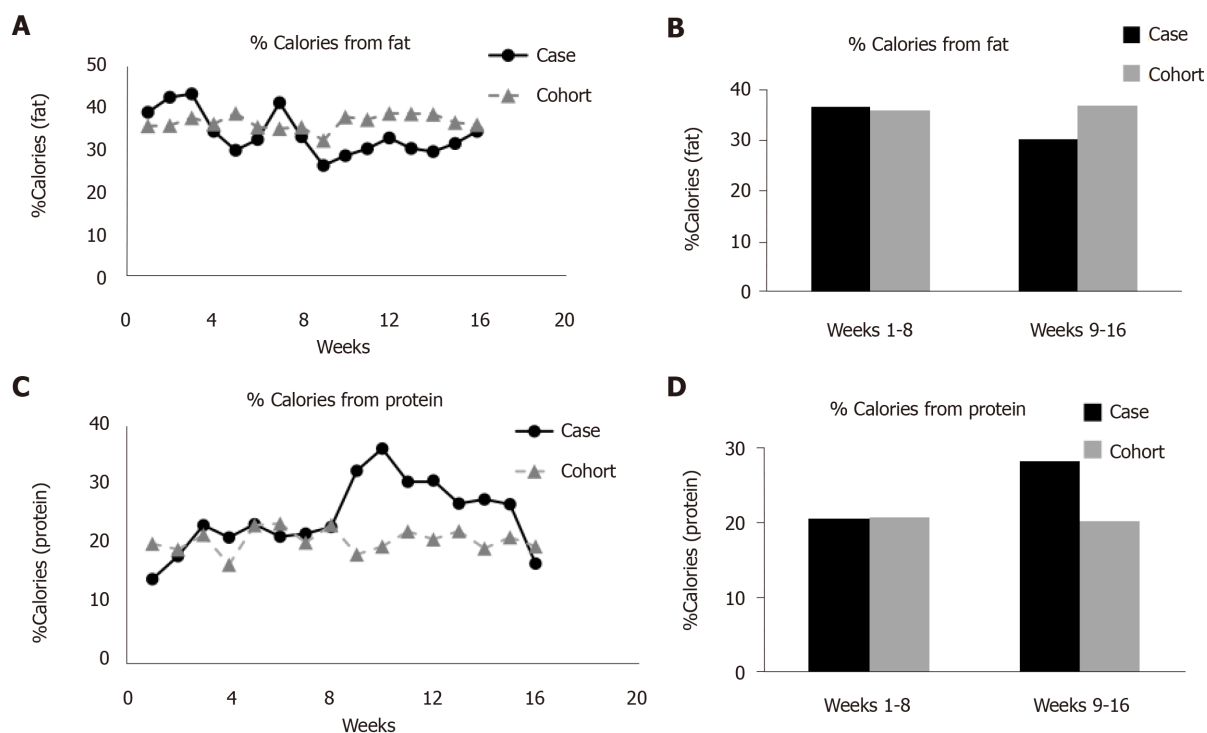 A
% Calories from fat
Case
Cohort
%Calories (fat)
50
40
30
20
10
0
0 4 8 12 16 20
Weeks
B
% Calories from fat
Case
Cohort
%Calories (fat)
40
30
20
10
0
Weeks 1-8 Weeks 9-16
C
% Calories from protein
Case
Cohort
%Calories (protein)
40
30
20
10
0
0 4 8 12 16 20
Weeks
D
% Calories from protein
Case
Cohort
%Calories (protein)
30
20
10
0
Weeks 1-8 Weeks 9-16